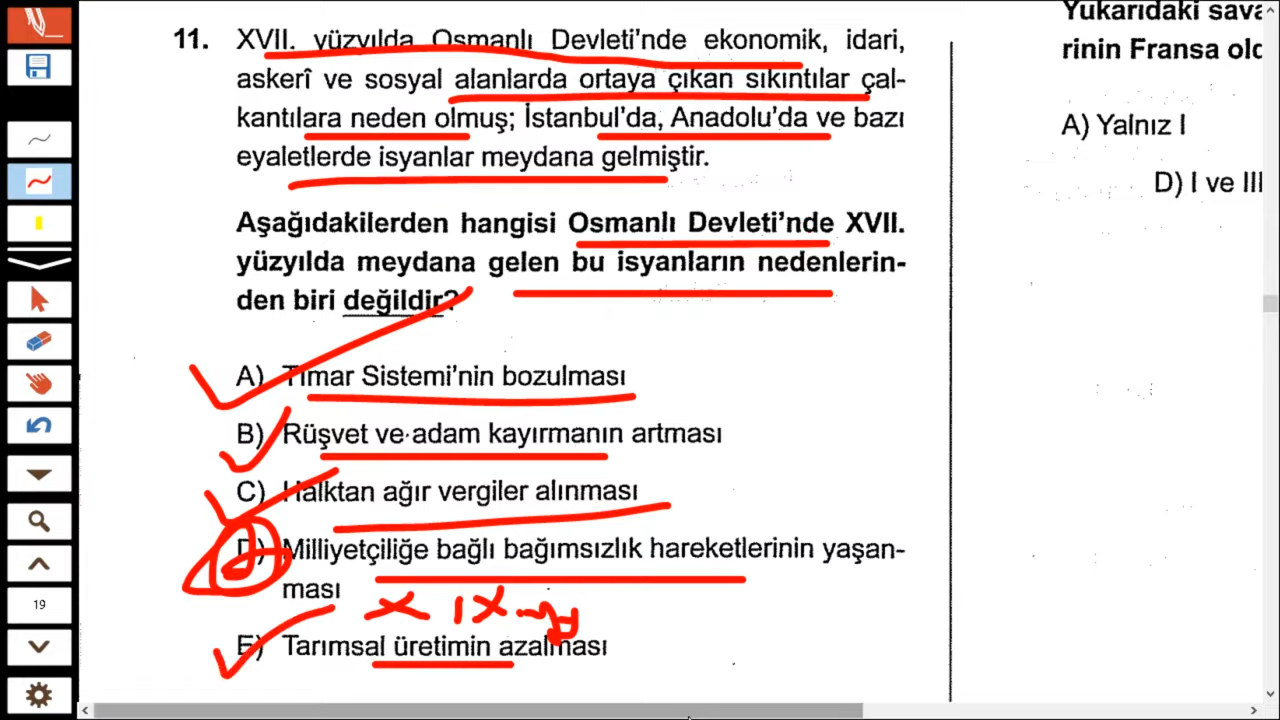 11. XVII. yüzyılda Osmanlı Devleti'nde ekonomik, idari,
askerî ve sosyal alanlarda ortaya çıkan sıkıntılar çal-
kantılara neden olmuş; İstanbul'da, Anadolu'da ve bazı
eyaletlerde isyanlar meydana gelmiştir.
Aşağıdakilerden hangisi Osmanlı Devleti'nde XVII.
yüzyılda meydana gelen bu isyanların nedenlerin-
den biri değildir?
A) Tımar Sistemi'nin bozulması
B) Rüşvet ve adam kayırmanın artması
C) Halktan ağır vergiler alınması
D) Milliyetçiliğe bağlı bağımsızlık hareketlerinin yaşan-
ması
X IX
E) Tarımsal üretimin azalması
Yukarıdaki sava
rinin Fransa old
A) Yalnız I
D) I ve III
19